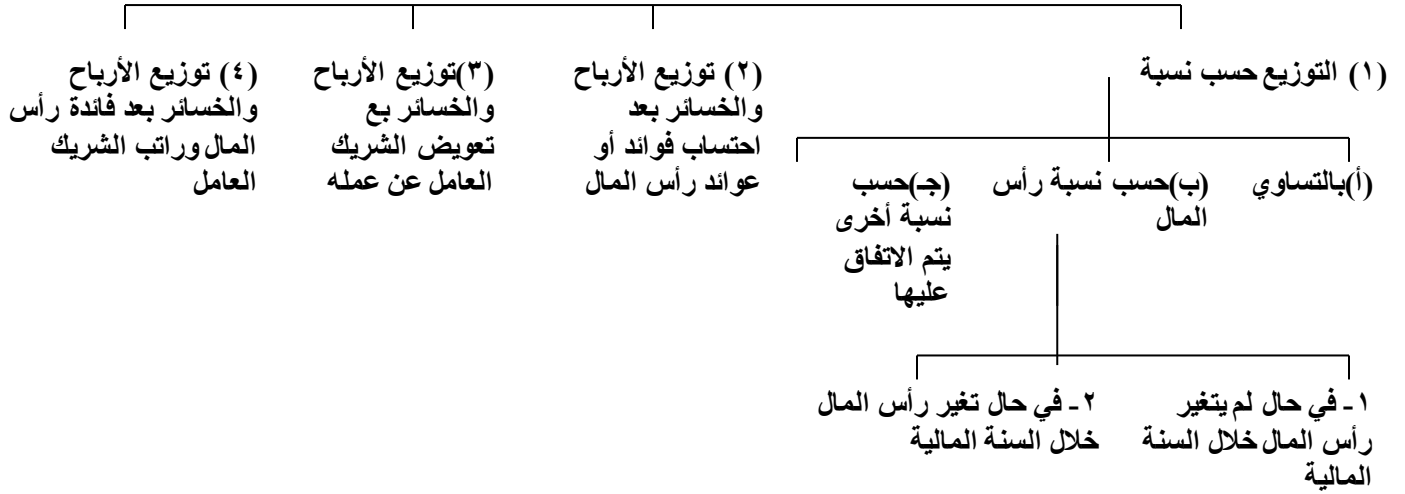 (١) التوزيع حسب نسبة
(٢) توزيع الأرباح
والخسائر بعد
احتساب فوائد أو
عوائد رأس المال
(٣)توزيع الأرباح
والخسائر بع
تعويض الشريك
العامل عن عمله
(٤) توزيع الأرباح
والخسائر بعد فائدة رأس
المال وراتب الشريك
العامل
(أ)بالتساوي
(ب)حسب نسبة رأس
المال
(جـ)حسب
نسبة أخرى
يتم الاتفاق
عليها
١- في حال لم يتغير
رأس المال خلال السنة
المالية
٢- في حال تغير رأس المال
خلال السنة المالية